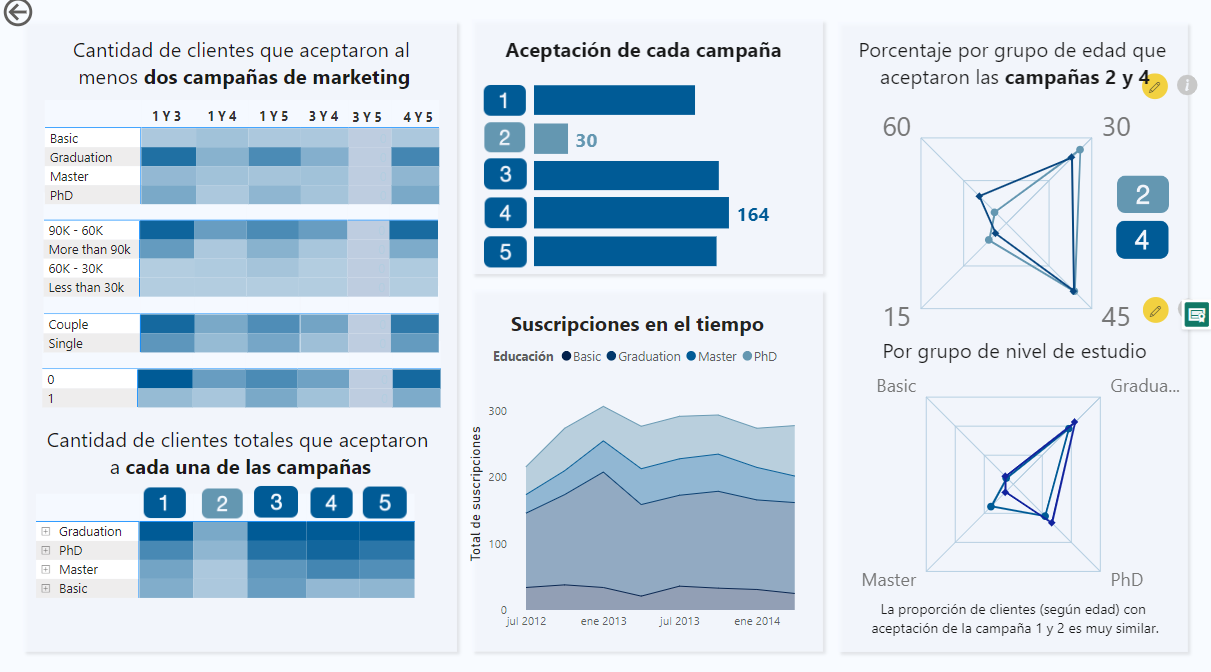 Cantidad de clientes que aceptaron al
menos dos campañas de marketing
1 Y 3 1 Y 4 1 Y 5 3 Y 4 3 Y 5 4 Y 5
Basic
Graduation
Master
PhD
90K - 60K
More than 90k
60K - 30K
Less than 30k
Couple
Single
0
1
Cantidad de clientes totales que aceptaron
a cada una de las campañas
1 2 3 4 5
Graduation
PhD
Master
Basic
Aceptación de cada campaña
1
2 30
3
4 164
5
Suscripciones en el tiempo
Educación Basic Graduation Master PhD
Total de suscripciones
300
200
100
0
jul 2012 ene 2013 jul 2013 ene 2014
Porcentaje por grupo de edad que
aceptaron las campañas 2 y 4
60 30
2
4
15 45
Por grupo de nivel de estudio
Basic Gradua...
Master PhD
La proporción de clientes (según edad) con
aceptación de la campaña 1 y 2 es muy similar.